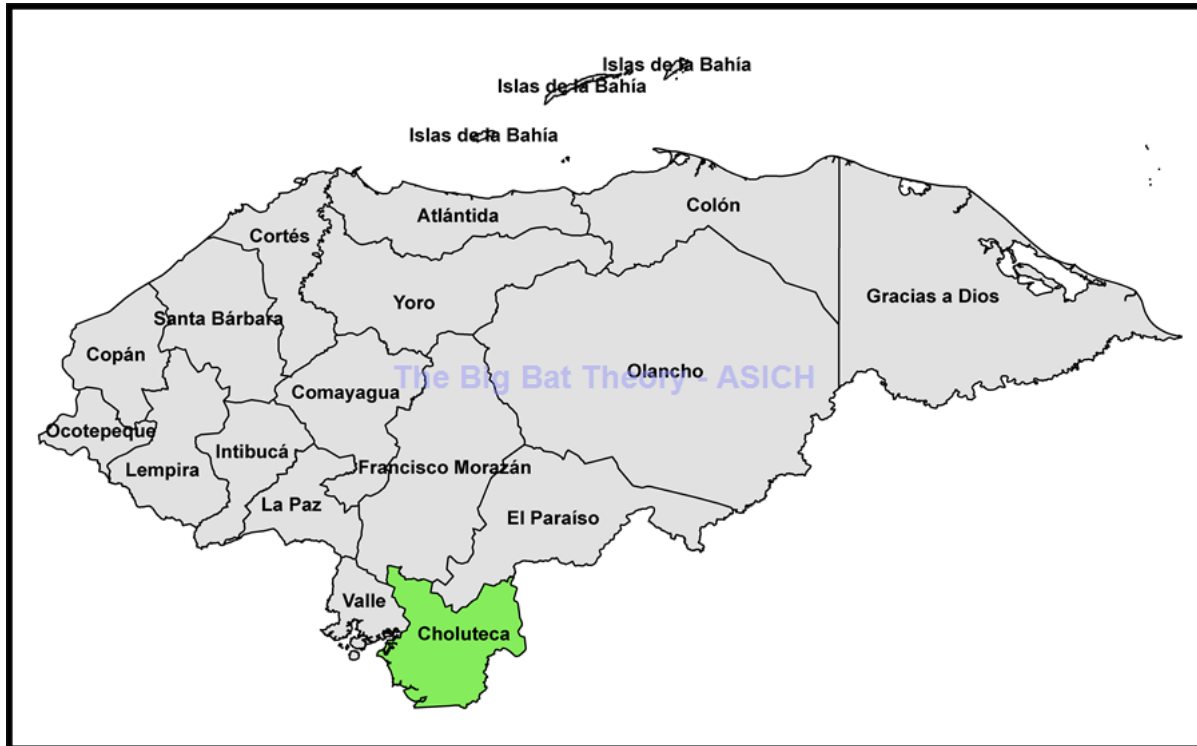 Islas de la Bahía
Islas de la Bahía
Islas de la Bahía
Atlántida
Colón
Cortés
Yoro
Gracias a Dios
Santa Bárbara
Copán
Olancho
The Big Bat Theory - ASICH
Comayagua
Ocotepeque
Intibucá
Lempira
Francisco Morazán
La Paz
El Paraíso
Valle
Choluteca